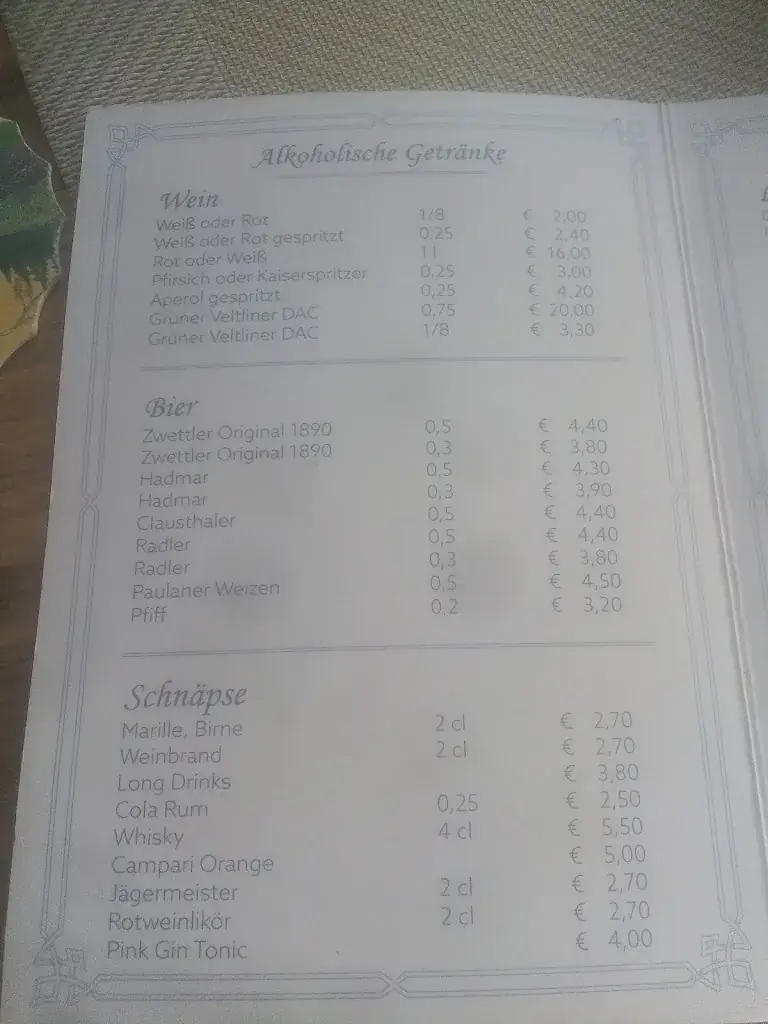 Alkoholische Getränke
Wein
Weiß oder Rot 1/8 € 2,00
Weiß oder Rot gespritzt 0,25 € 2,40
Rot oder Weiß 1 l € 16,00
Pfirsich oder Kaiserspritzer 0,25 € 3,00
Aperol gespritzt 0,25 € 4,20
Grüner Veltliner DAC 0,75 € 20,00
Grüner Veltliner DAC 1/8 € 3,30
Bier
Zwettler Original 1890 0,5 € 4,40
Zwettler Original 1890 0,3 € 3,80
Hadmar 0,5 € 4,30
Hadmar 0,3 € 3,90
Clausthaler 0,5 € 4,40
Radler 0,5 € 4,40
Radler 0,3 € 3,80
Paulaner Weizen 0,5 € 4,50
Pfiff 0,2 € 3,20
Schnäpse
Marille, Birne 2 cl € 2,70
Weinbrand 2 cl € 2,70
Long Drinks € 3,80
Cola Rum 0,25 € 2,50
Whisky 4 cl € 5,50
Campari Orange € 5,00
Jägermeister 2 cl € 2,70
Rotweinlikör 2 cl € 2,70
Pink Gin Tonic € 4,00